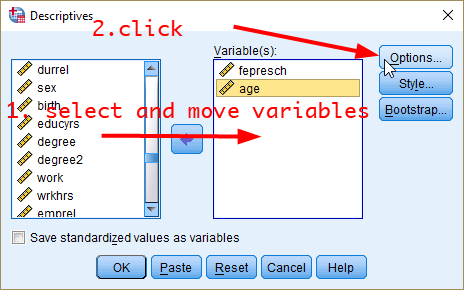 Descriptives
2.click
Variable(s):
durrel
sex
birth
educyrs
degree
degree2
work
wrkhrs
emprel
fepresch
age
1. select and move variables
Options...
Style...
Bootstrap...
Save standardized values as variables
OK
Paste
Reset
Cancel
Help